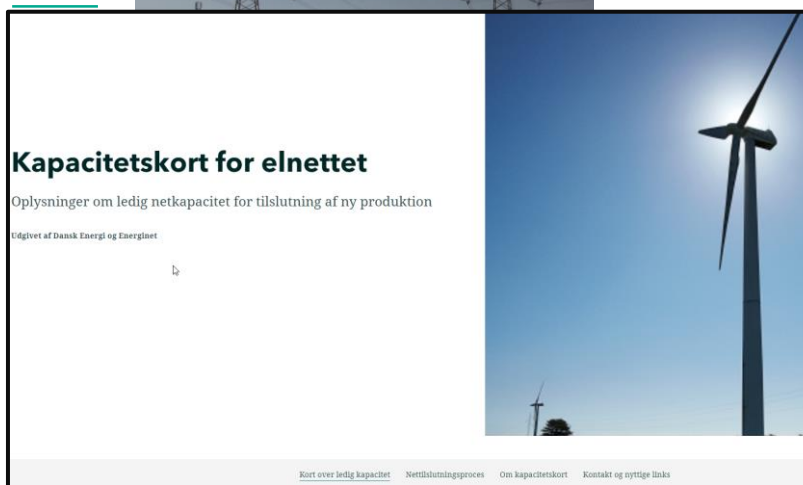 Kapacitetskort for elnettet
Oplysninger om ledig netkapacitet for tilslutning af ny produktion
Udgivet af Dansk Energi og Energinet
Kort over ledig kapacitet Nettilslutningsproces Om kapacitetskort Kontakt og nyttige links